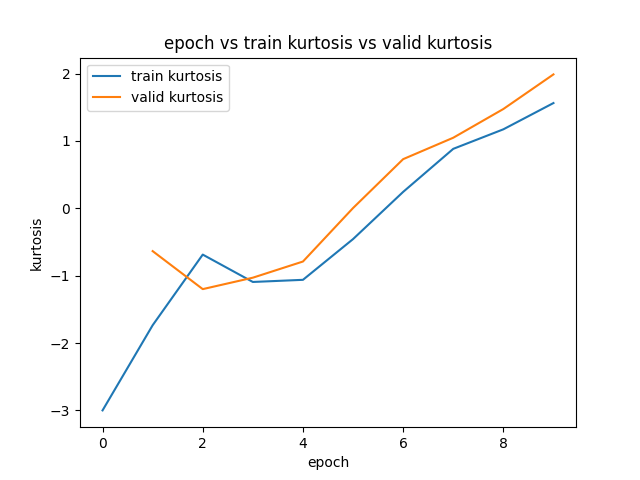 epoch vs train kurtosis vs valid kurtosis
train kurtosis
valid kurtosis
2
1
0
−1
−2
−3
kurtosis
0 2 4 6 8
epoch